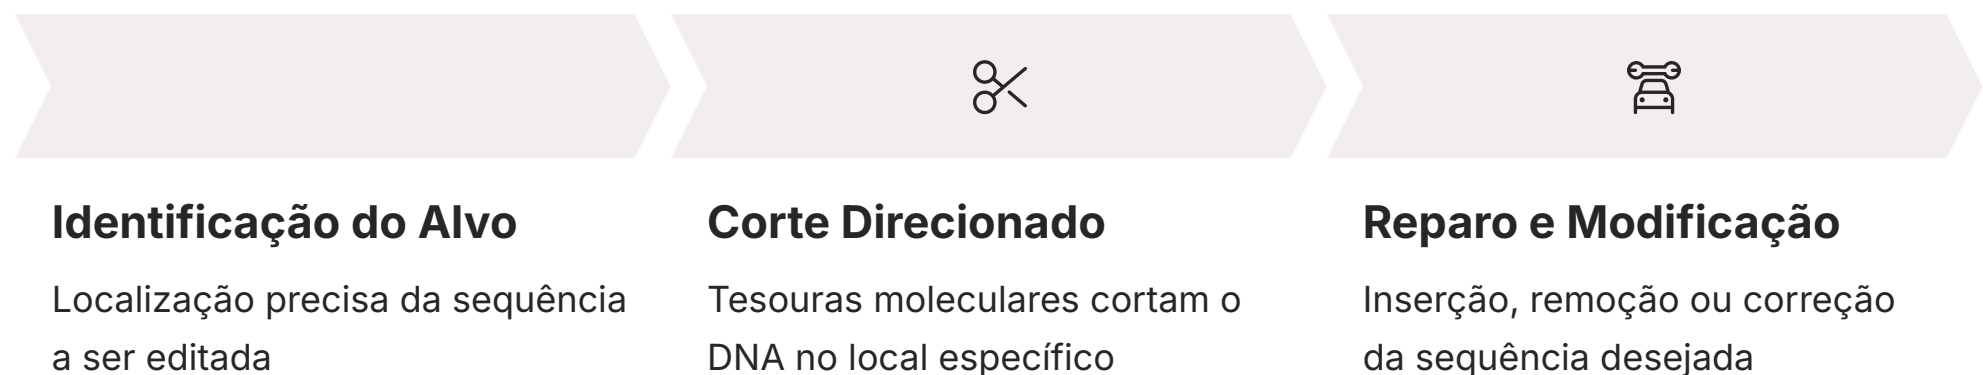 Identificação do Alvo
Localização precisa da sequência
a ser editada
Corte Direcionado
Tesouras moleculares cortam o
DNA no local específico
Reparo e Modificação
Inserção, remoção ou correção
da sequência desejada